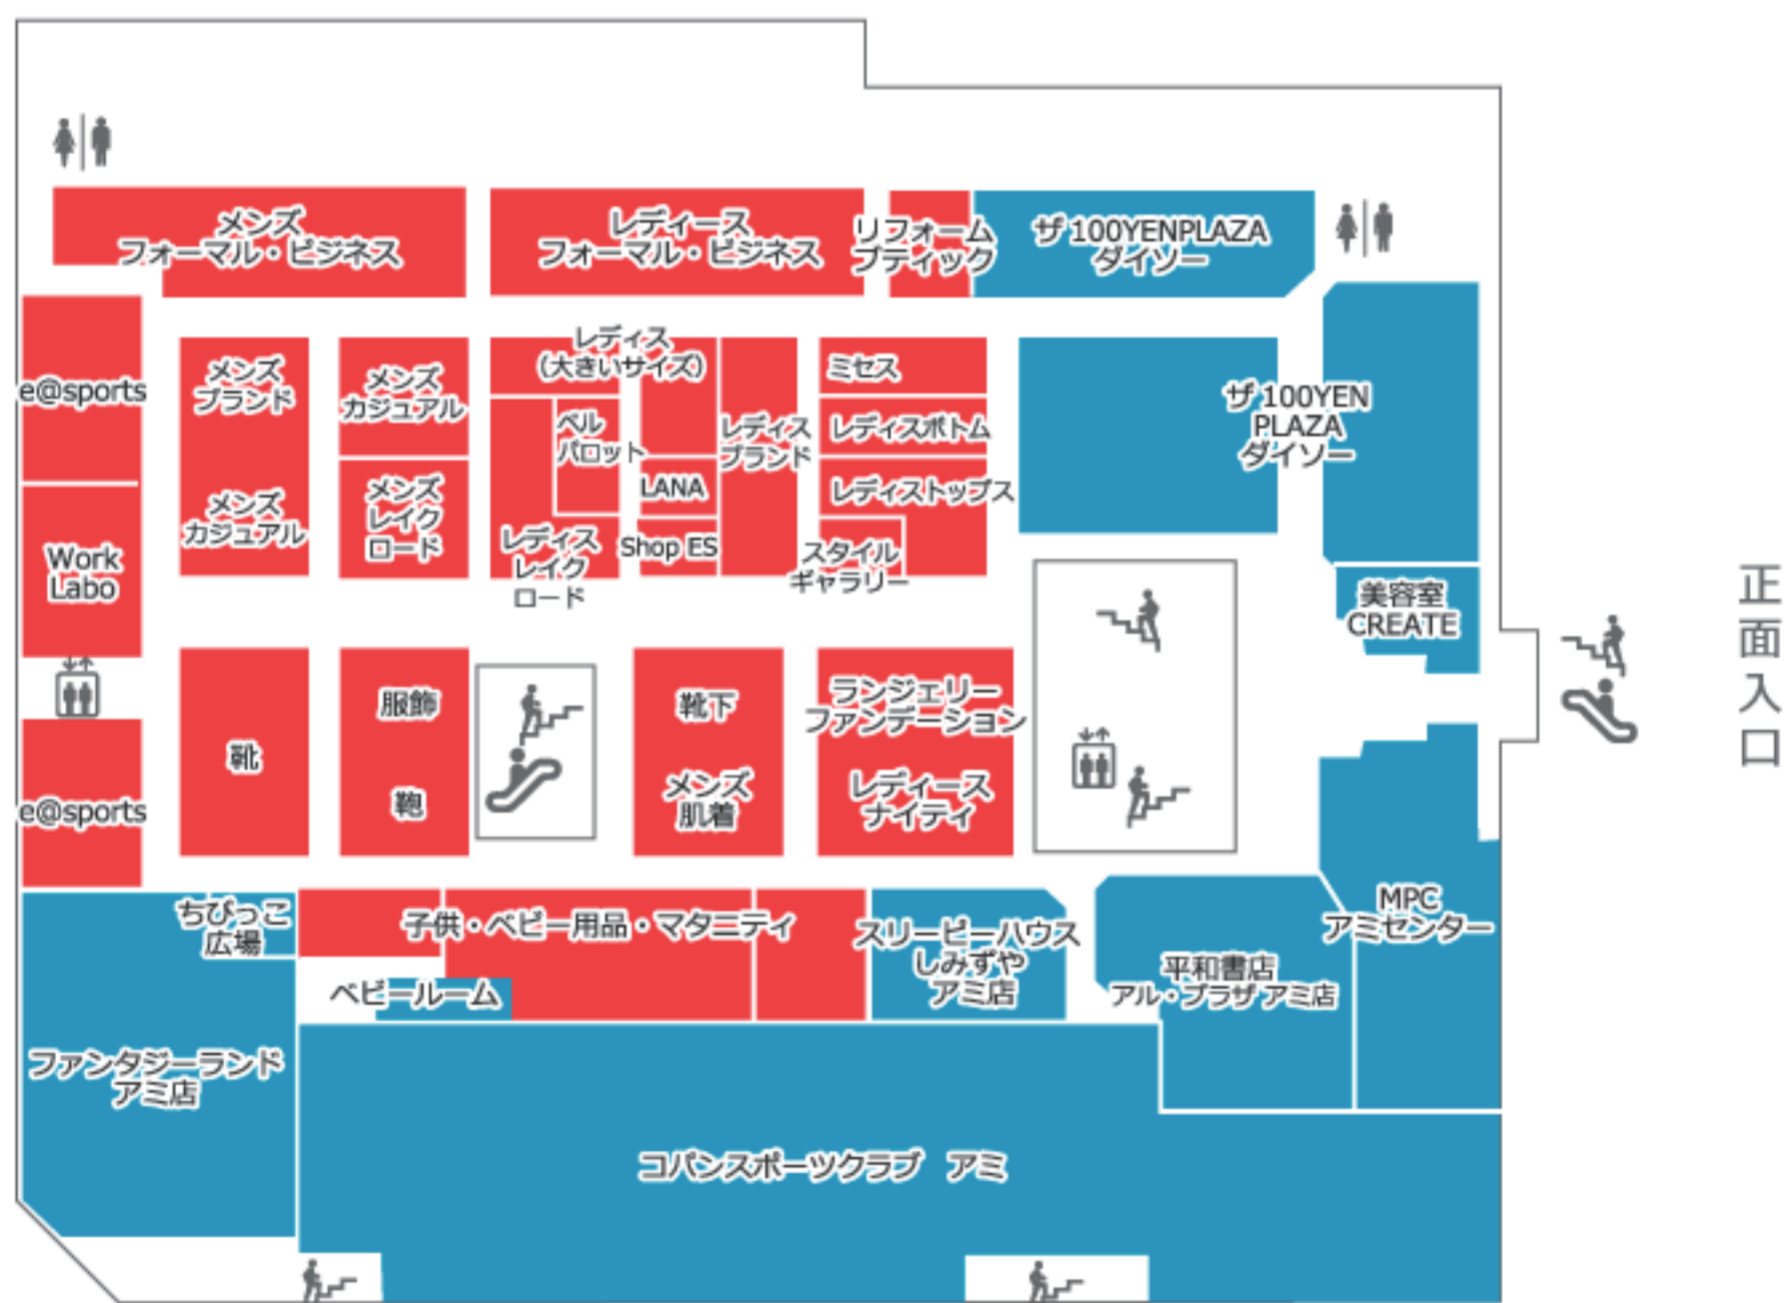 メンズ
フォーマル・ビジネス
レディース
フォーマル・ビジネス
リフォーム
ブティック
ザ 100YENPLAZA
ダイソー
e@sports
メンズ
ブランド
メンズ
カジュアル
レディス
（大きいサイズ）
ベル
パロット
レディス
ブランド
ミセス
レディスボトム
ザ 100YEN
PLAZA
ダイソー
メンズ
カジュアル
メンズ
レイク
ロード
LANA
レディストップス
Work
Labo
レディス
レイク
ロード
Shop ES
スタイル
ギャラリー
美容室
CREATE
正面入口
靴
服飾
鞄
靴下
メンズ
肌着
ランジェリー
ファンデーション
レディース
ナイティ
e@sports
ちびっこ
広場
子供・ベビー用品・マタニティ
ベビールーム
スリーピーハウス
しみずや
アミ店
平和書店
アル・プラザ アミ店
MPC
アミセンター
ファンタジーランド
アミ店
コパンスポーツクラブ　アミ